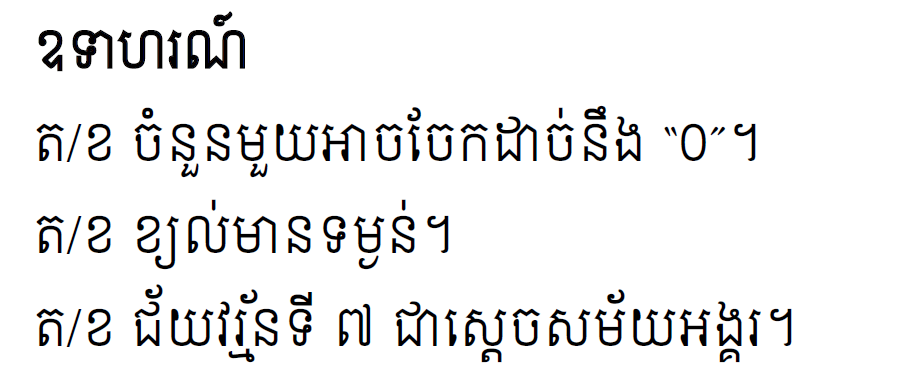 ឧទាហរណ៍
ត/ខ ចំនួនមួយអាចចែកដាច់នឹង “០”។
ត/ខ ខ្យល់មានទម្ងន់។
ត/ខ ជ័យវរ្ម័នទី ៧ ជាស្តេចសម័យអង្គរ។